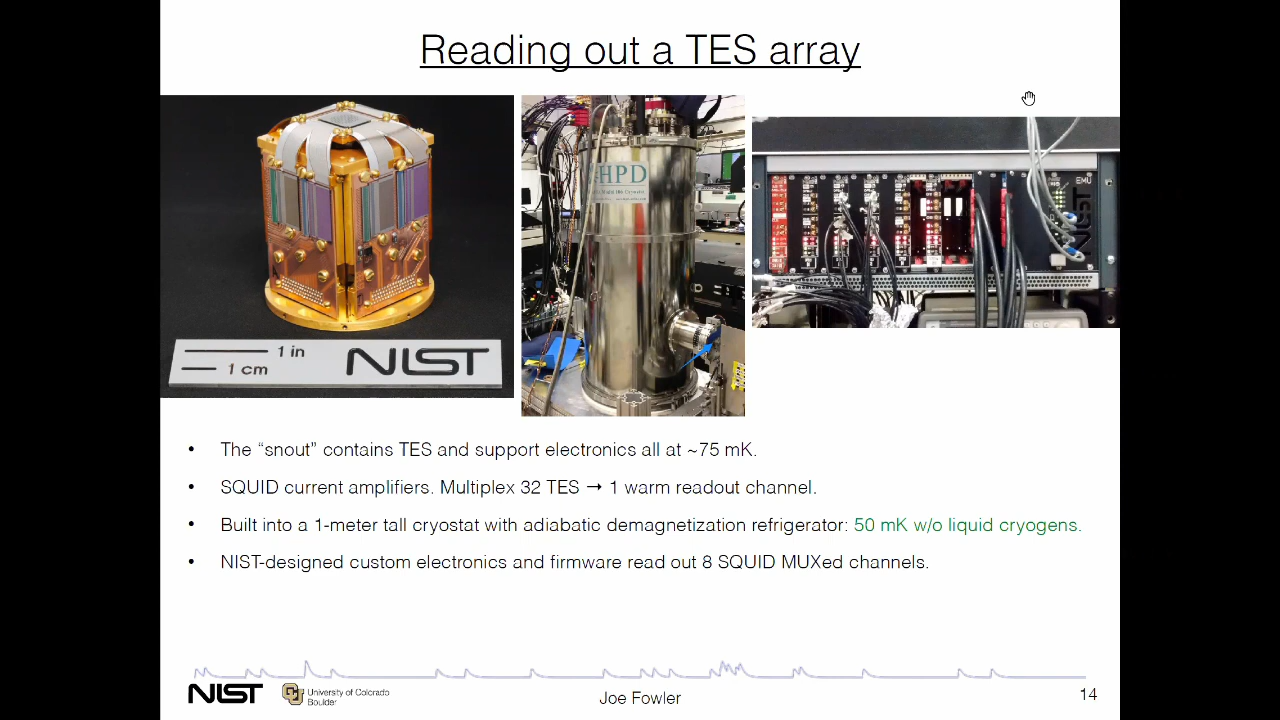 Reading out a TES array
HPD
EMU
NIST
1 in
1 cm
NIST
• The “snout” contains TES and support electronics all at ~75 mK.
• SQUID current amplifiers. Multiplex 32 TES → 1 warm readout channel.
• Built into a 1-meter tall cryostat with adiabatic demagnetization refrigerator: 50 mK w/o liquid cryogens.
• NIST-designed custom electronics and firmware read out 8 SQUID MUXed channels.
NIST
University of Colorado
Boulder
Joe Fowler
14